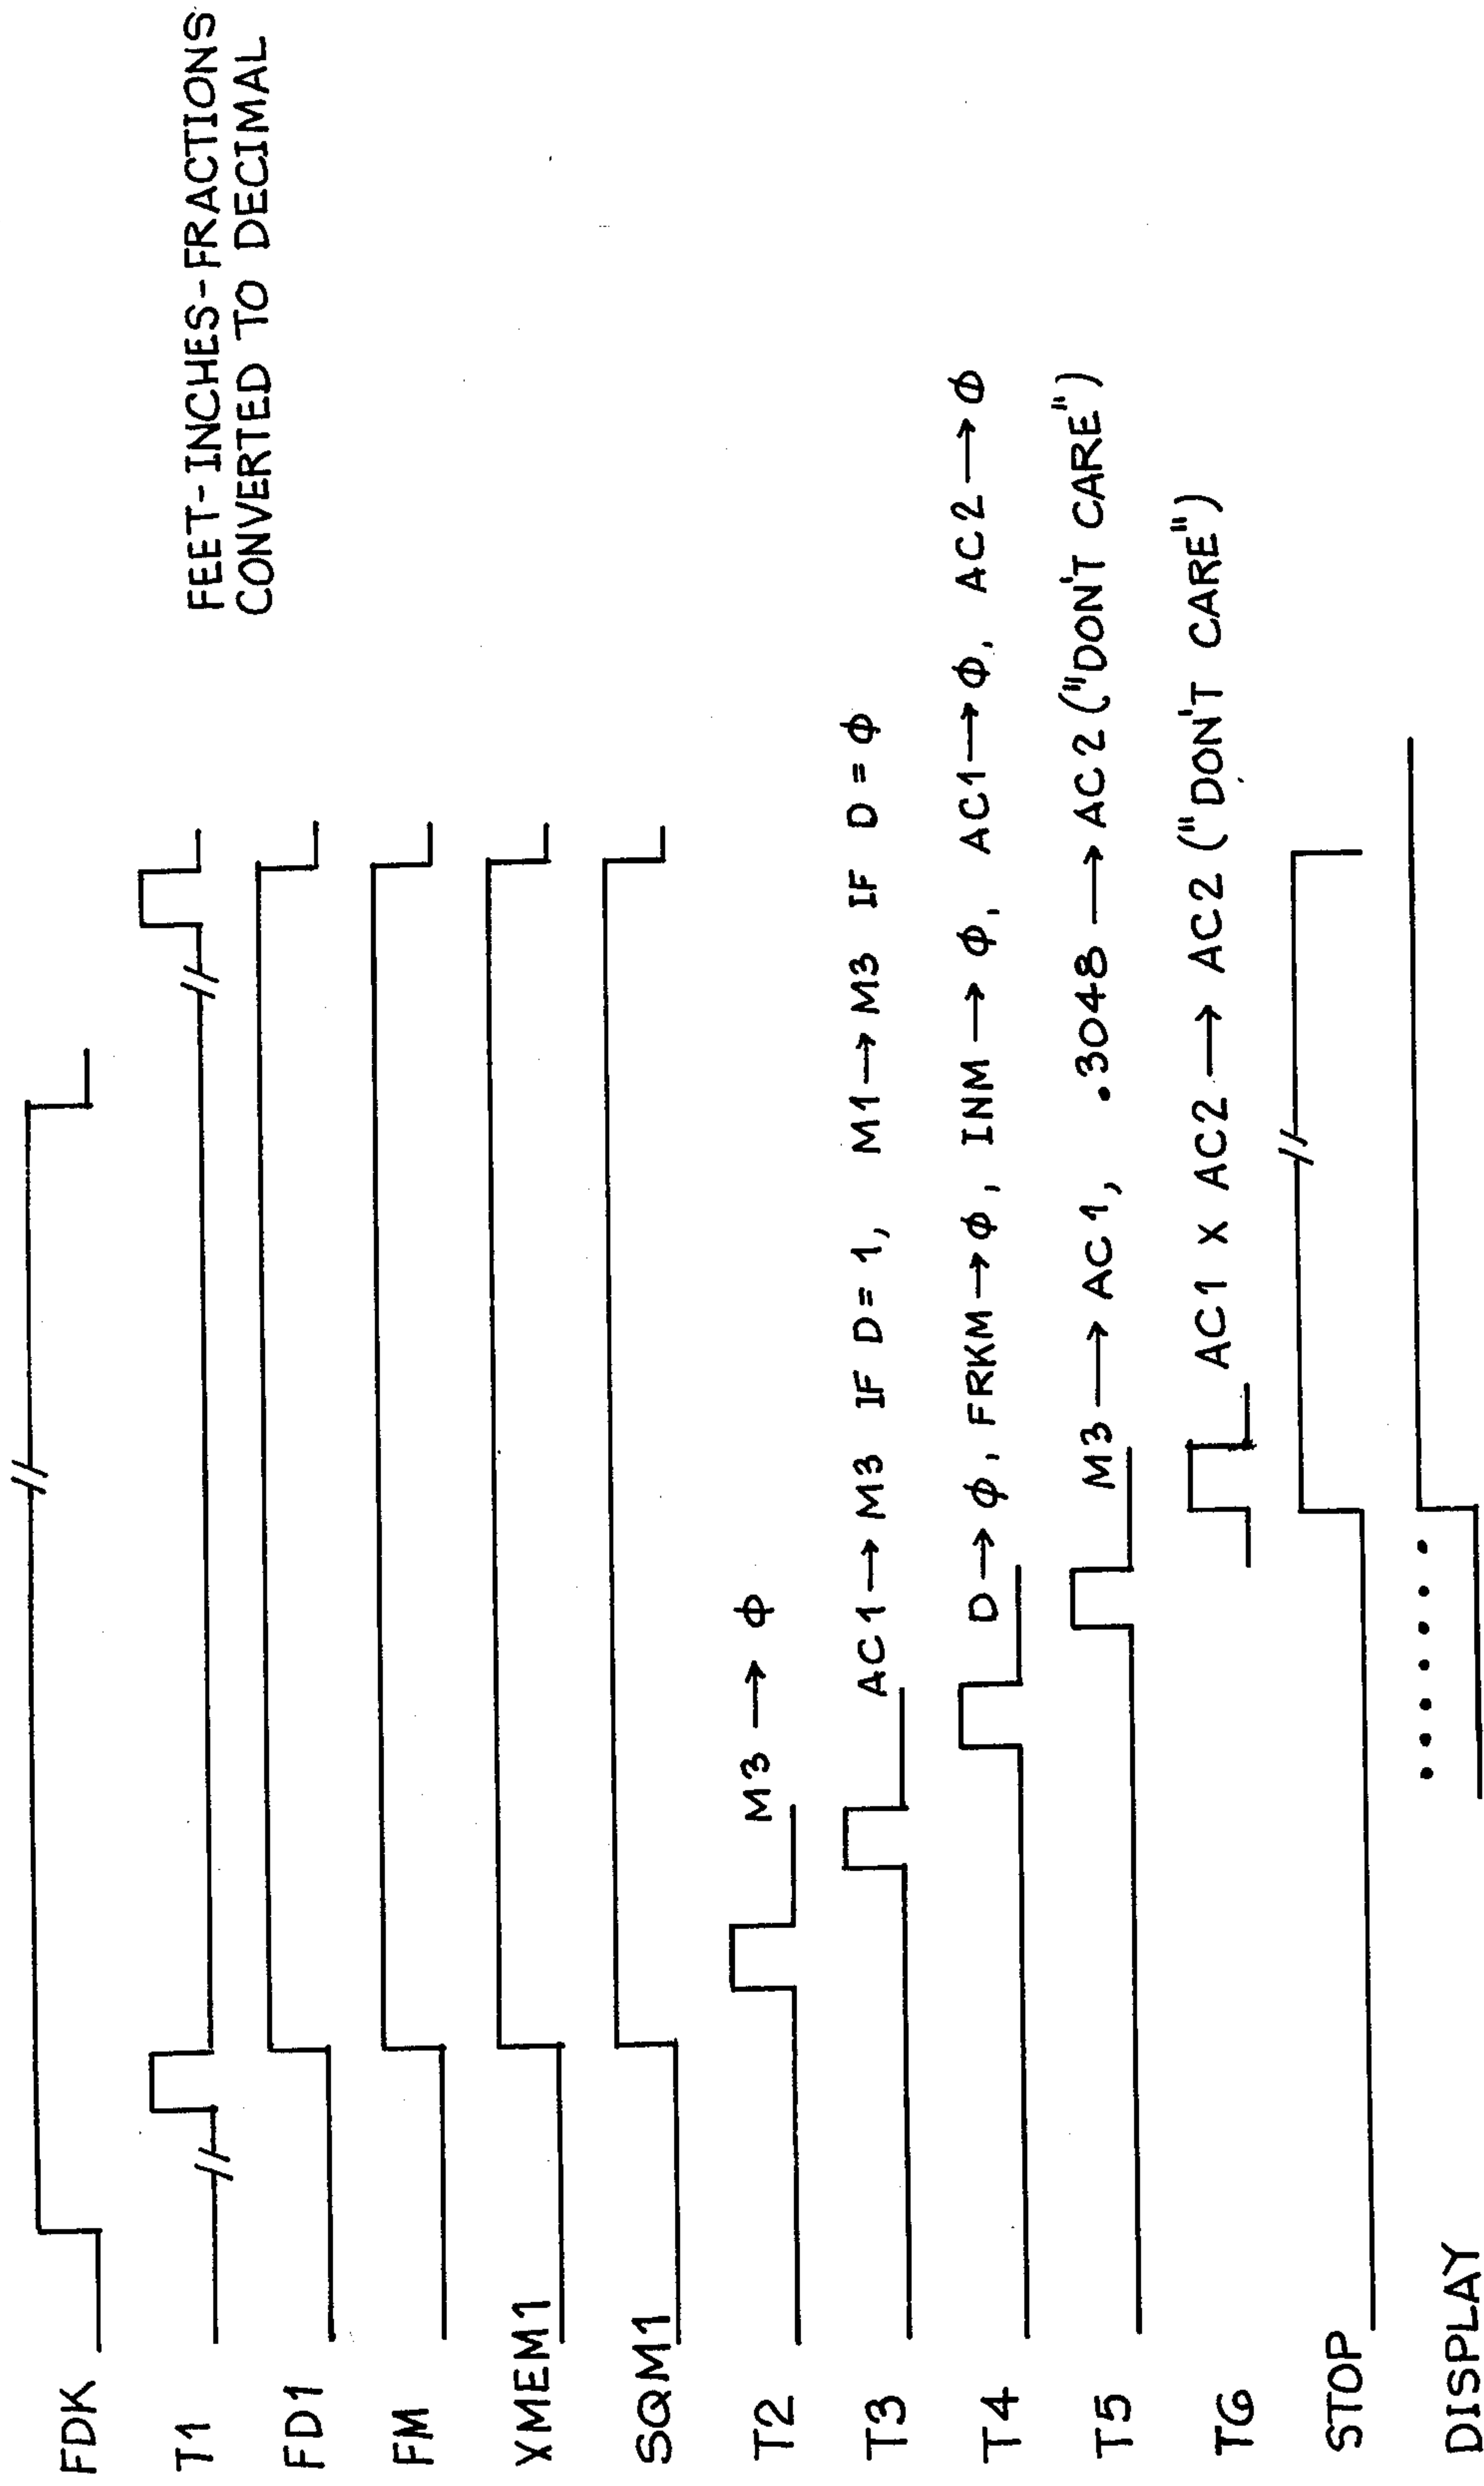 FEET-INCHES-FRACTIONS
CONVERTED TO DECIMAL
FDK
T1
FD1
FM
XMEM1
SQM1
T2 M3 → ϕ
T3 AC1 → M3 IF D = 1, M1 → M3 IF D = ϕ
T4 D → ϕ, FRKM → ϕ, INM → ϕ, AC1 → ϕ, AC2 → ϕ
T5 M3 → AC1, .3048 → AC2 ("DON'T CARE")
T6 AC1 X AC2 → AC2 ("DON'T CARE")
STOP
DISPLAY